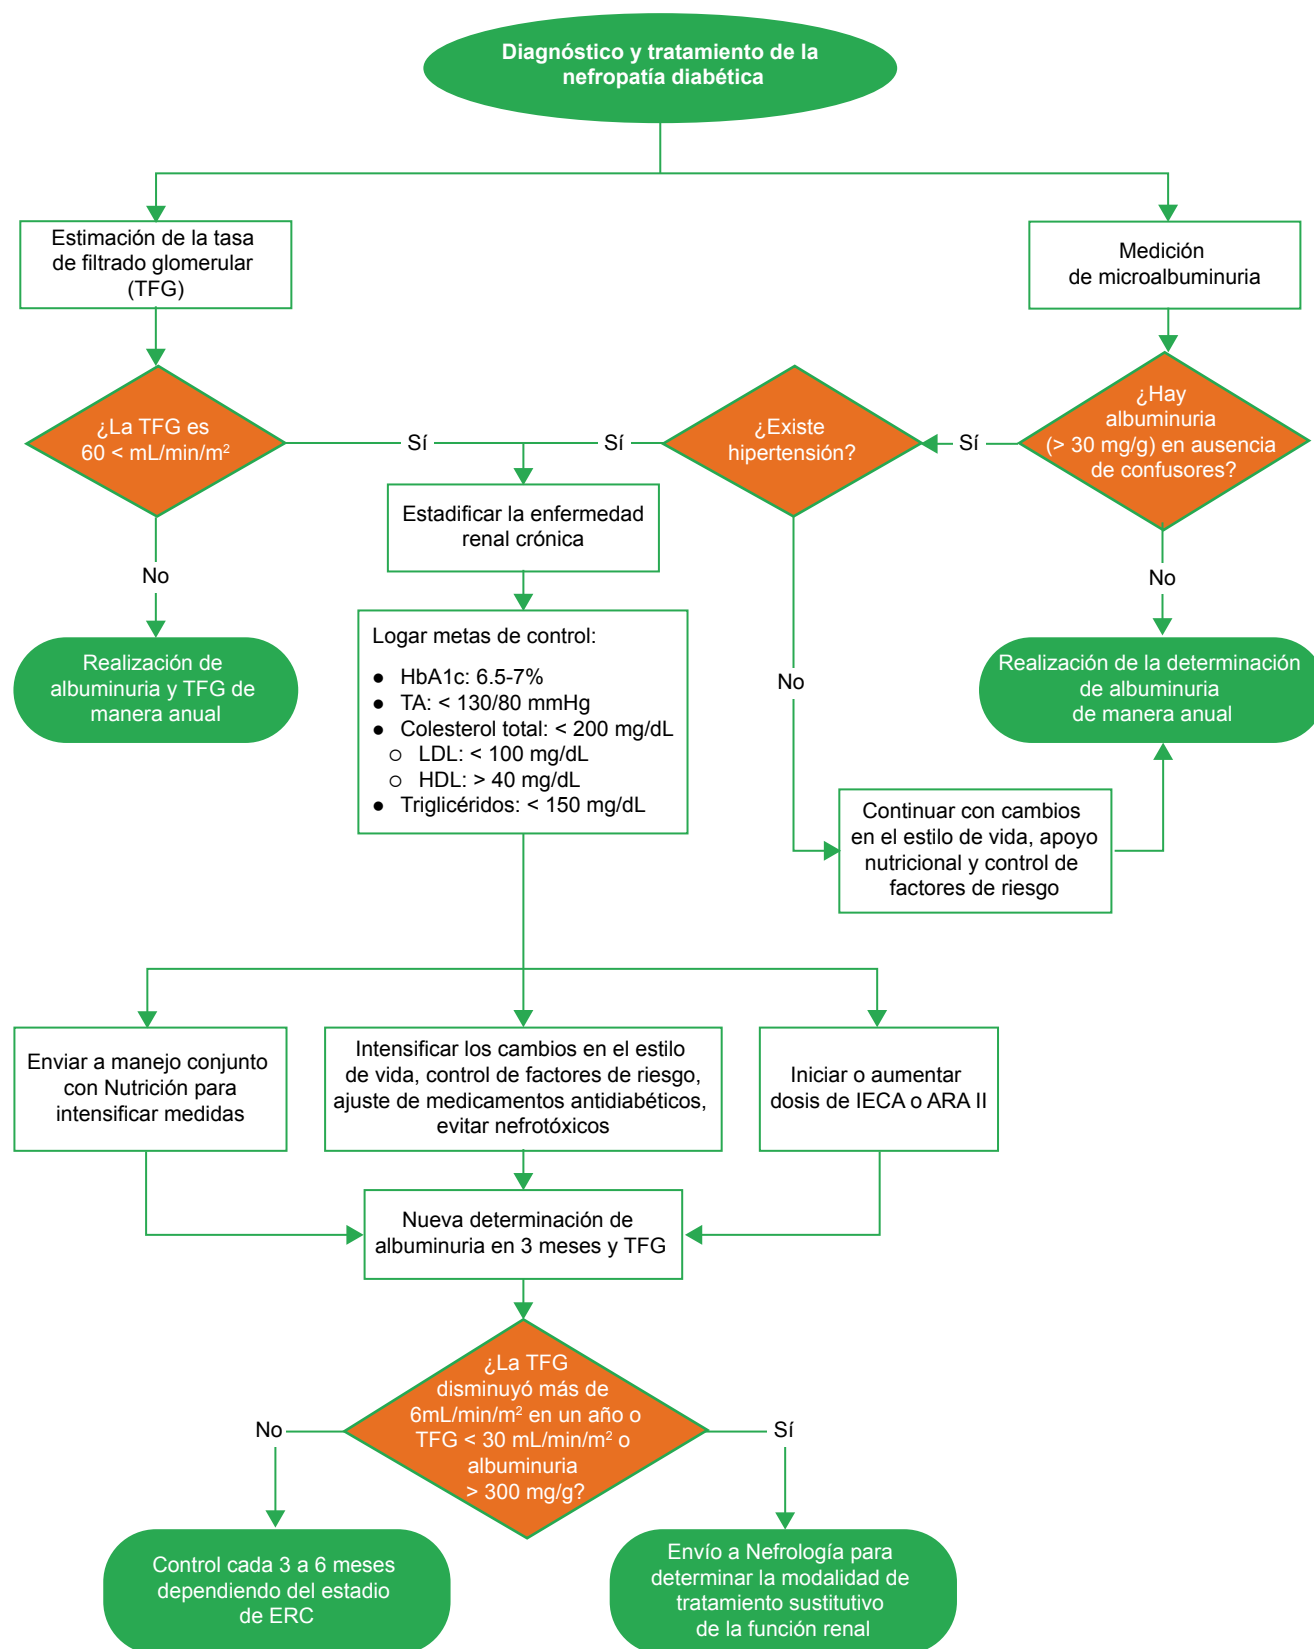 Diagnóstico y tratamiento de la
nefropatía diabética
Estimación de la tasa
de filtrado glomerular
(TFG)
Medición
de microalbuminuria
¿La TFG es
60 < mL/min/m²
Sí
Sí
¿Existe
hipertensión?
Sí
¿Hay
albuminuria
(> 30 mg/g) en ausencia
de confusores?
Estadificar la enfermedad
renal crónica
No
No
No
Realización de
albuminuria y TFG de
manera anual
Logar metas de control:
● HbA1c: 6.5-7%
● TA: < 130/80 mmHg
● Colesterol total: < 200 mg/dL
○ LDL: < 100 mg/dL
○ HDL: > 40 mg/dL
● Triglicéridos: < 150 mg/dL
Realización de la determinación
de albuminuria
de manera anual
Continuar con cambios
en el estilo de vida, apoyo
nutricional y control de
factores de riesgo
Enviar a manejo conjunto
con Nutrición para
intensificar medidas
Intensificar los cambios en el estilo
de vida, control de factores de riesgo,
ajuste de medicamentos antidiabéticos,
evitar nefrotóxicos
Iniciar o aumentar
dosis de IECA o ARA II
Nueva determinación de
albuminuria en 3 meses y TFG
¿La TFG
disminuyó más de
6mL/min/m² en un año o
TFG < 30 mL/min/m² o
albuminuria
> 300 mg/g?
No
Sí
Control cada 3 a 6 meses
dependiendo del estadio
de ERC
Envío a Nefrología para
determinar la modalidad de
tratamiento sustitutivo
de la función renal